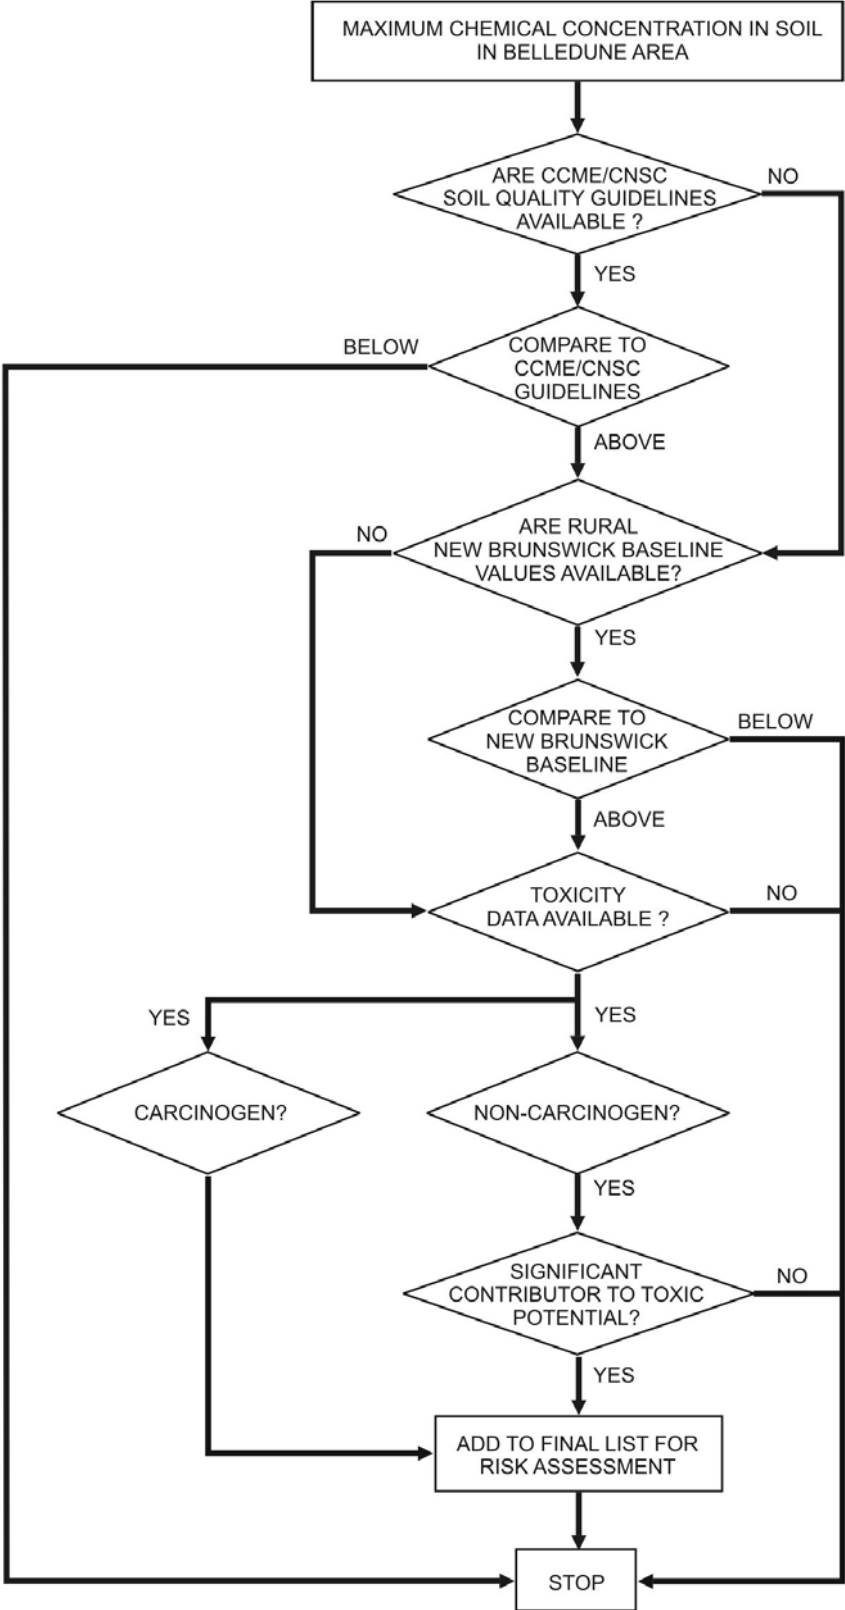 MAXIMUM CHEMICAL CONCENTRATION IN SOIL
IN BELLEDUNE AREA
ARE CCME/CNSC
SOIL QUALITY GUIDELINES
AVAILABLE ?
NO
YES
BELOW
COMPARE TO
CCME/CNSC
GUIDELINES
ABOVE
NO
ARE RURAL
NEW BRUNSWICK BASELINE
VALUES AVAILABLE?
YES
COMPARE TO
NEW BRUNSWICK
BASELINE
BELOW
ABOVE
TOXICITY
DATA AVAILABLE ?
NO
YES
YES
CARCINOGEN?
NON-CARCINOGEN?
YES
SIGNIFICANT
CONTRIBUTOR TO TOXIC
POTENTIAL?
NO
YES
ADD TO FINAL LIST FOR
RISK ASSESSMENT
STOP